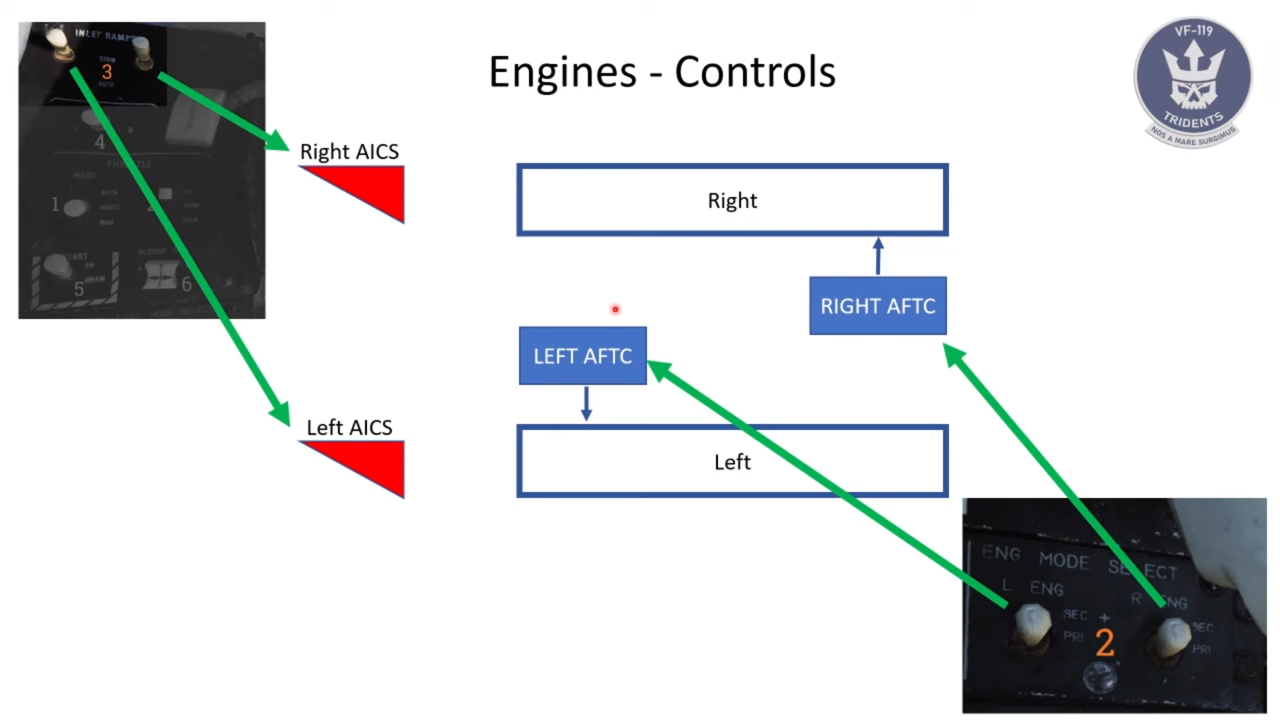 Engines - Controls
VF-119
TRIDENTS
NOS A MARE SURGIMUS
INLET RAMPS
STOW
3
AUTO
4
THROTTLE
MODE
1
AUTO
BOOST
MAN
2
START
5
RUDDER
6
Right AICS
Right
RIGHT AFTC
LEFT AFTC
Left AICS
Left
ENG MODE SELECT
L ENG
R ENG
SEC
PRI
2
SEC
PRI